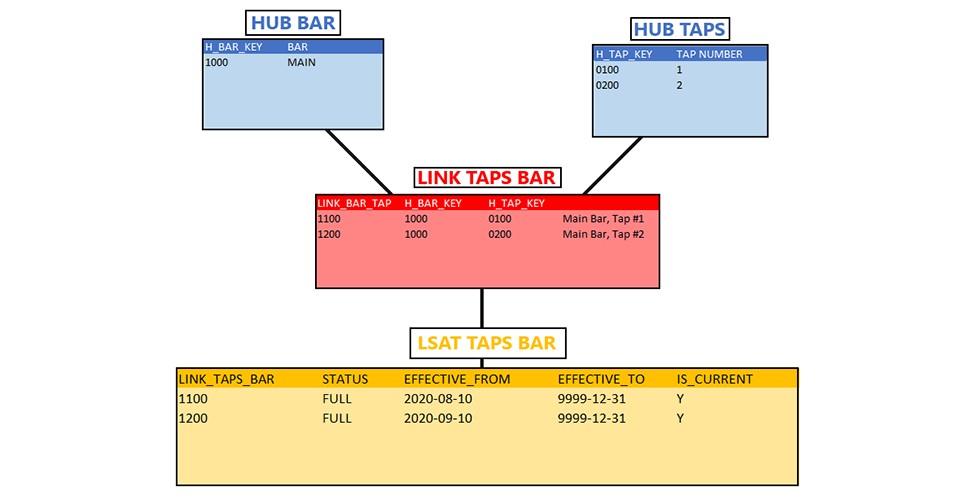 HUB BAR
H_BAR_KEY BAR
1000 MAIN
HUB TAPS
H_TAP_KEY TAP NUMBER
0100 1
0200 2
LINK TAPS BAR
LINK_BAR_TAP H_BAR_KEY H_TAP_KEY
1100 1000 0100 Main Bar, Tap #1
1200 1000 0200 Main Bar, Tap #2
LSAT TAPS BAR
LINK_TAPS_BAR STATUS EFFECTIVE_FROM EFFECTIVE_TO IS_CURRENT
1100 FULL 2020-08-10 9999-12-31 Y
1200 FULL 2020-09-10 9999-12-31 Y